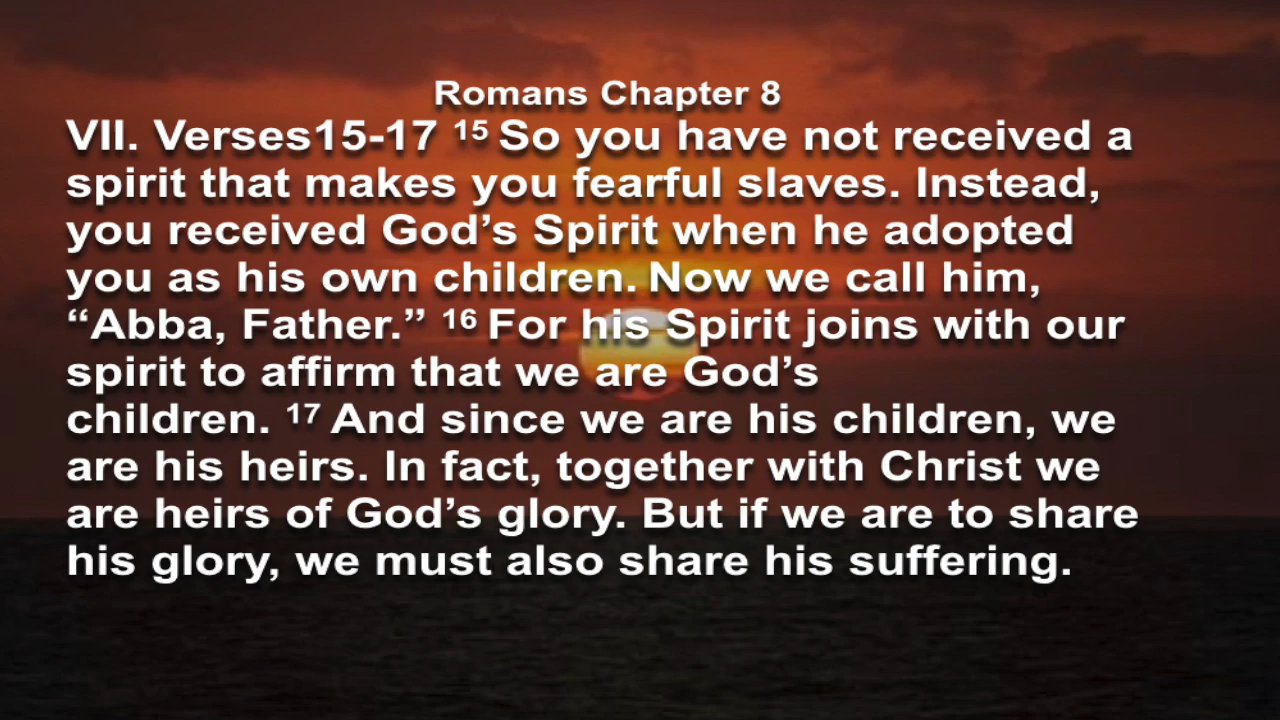 Romans Chapter 8
VII. Verses15-17 15 So you have not received a
spirit that makes you fearful slaves. Instead,
you received God’s Spirit when he adopted
you as his own children. Now we call him,
“Abba, Father.” 16 For his Spirit joins with our
spirit to affirm that we are God’s
children. 17 And since we are his children, we
are his heirs. In fact, together with Christ we
are heirs of God’s glory. But if we are to share
his glory, we must also share his suffering.